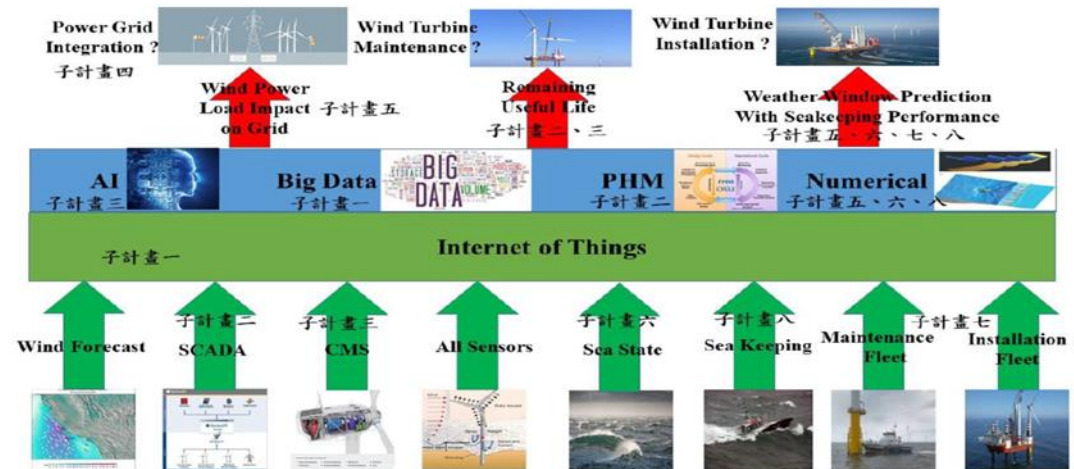 Power Grid
Integration ?
子計畫四
Wind Turbine
Maintenance ?
Wind Turbine
Installation ?
Wind Power
Load Impact
on Grid
子計畫五
Remaining
Useful Life
子計畫二、三
Weather Window Prediction
With Seakeeping Performance
子計畫五、六、七、八
AI
子計畫三
Big Data
子計畫一
BIG
DATA
VOLUME
PHM
子計畫二
Numerical
子計畫五、六、八
Internet of Things
子計畫一
Wind Forecast
子計畫二
SCADA
子計畫三
CMS
All Sensors
子計畫六
Sea State
子計畫八
Sea Keeping
Maintenance
Fleet
子計畫七
Installation
Fleet